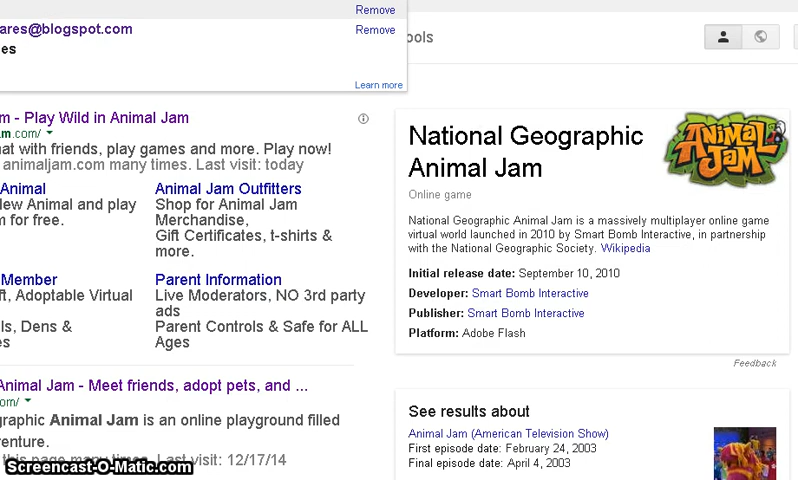 Remove
ares@blogspot.com
Remove
es
Learn more
ools
m - Play Wild in Animal Jam
m.com/
hat with friends, play games and more. Play now!
animaljam.com many times. Last visit: today
Animal
New Animal and play
m for free.
Animal Jam Outfitters
Shop for Animal Jam
Merchandise,
Gift Certificates, t-shirts &
more.
Member
ft, Adoptable Virtual
ls, Dens &
es
Parent Information
Live Moderators, NO 3rd party
ads
Parent Controls & Safe for ALL
Ages
Animal Jam - Meet friends, adopt pets, and ...
om/
graphic Animal Jam is an online playground filled
venture.
this page many times. Last visit: 12/17/14
National Geographic
Animal Jam
Online game
ANIMAL
JAM
National Geographic Animal Jam is a massively multiplayer online game
virtual world launched in 2010 by Smart Bomb Interactive, in partnership
with the National Geographic Society. Wikipedia
Initial release date: September 10, 2010
Developer: Smart Bomb Interactive
Publisher: Smart Bomb Interactive
Platform: Adobe Flash
Feedback
See results about
Animal Jam (American Television Show)
First episode date: February 24, 2003
Final episode date: April 4, 2003
Screencast-O-Matic.com